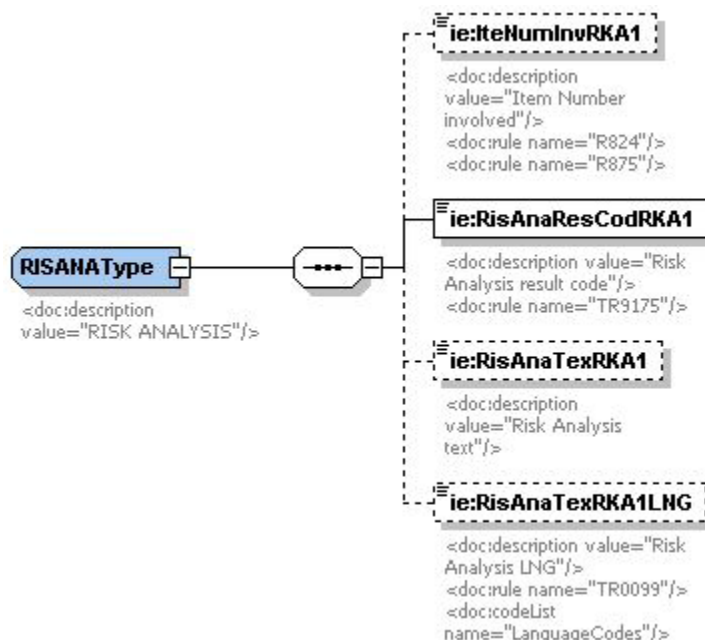 ie:IteNumInvRKA1
<doc:description
value="Item Number
involved"/>
<doc:rule name="R824"/>
<doc:rule name="R875"/>
RISANAType
<doc:description
value="RISK ANALYSIS"/>
ie:RisAnaResCodRKA1
<doc:description value="Risk
Analysis result code"/>
<doc:rule name="TR9175"/>
ie:RisAnaTexRKA1
<doc:description
value="Risk Analysis
text"/>
ie:RisAnaTexRKA1LNG
<doc:description value="Risk
Analysis LNG"/>
<doc:rule name="TR0099"/>
<doc:codeList
name="LanguageCodes"/>